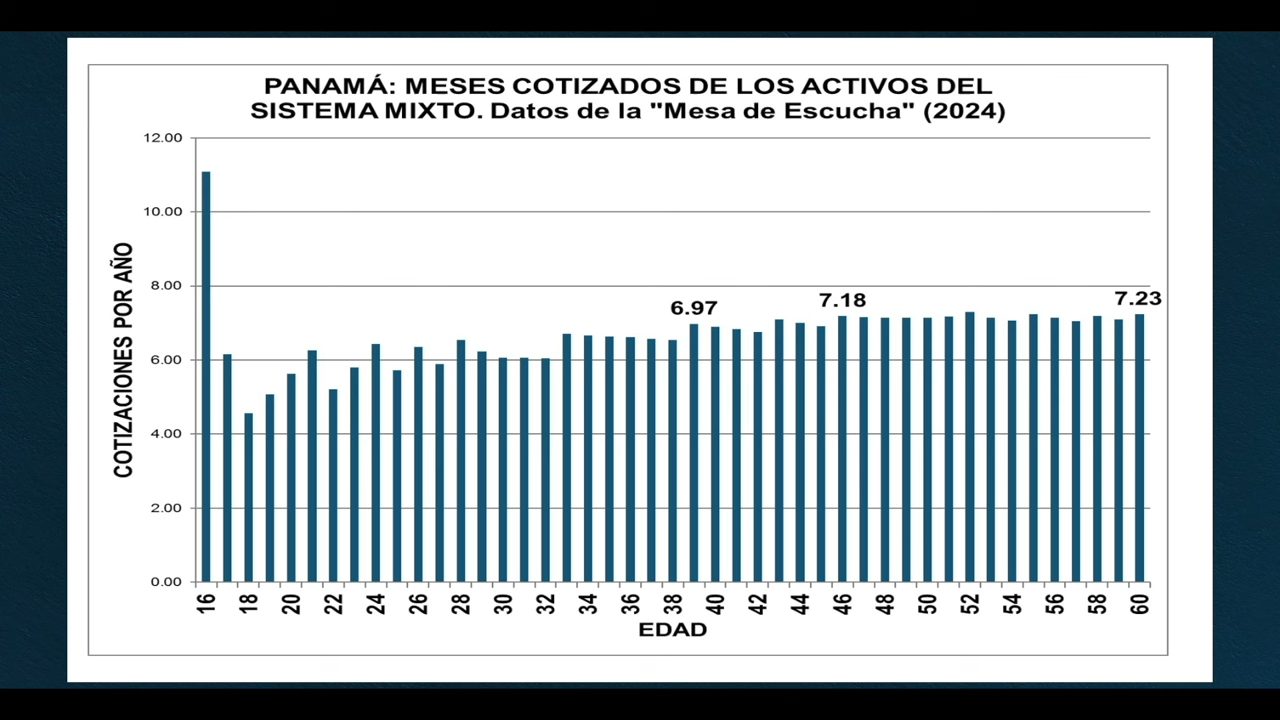 PANAMÁ: MESES COTIZADOS DE LOS ACTIVOS DEL
SISTEMA MIXTO. Datos de la "Mesa de Escucha" (2024)
12.00
10.00
8.00
6.00
4.00
2.00
0.00
COTIZACIONES POR AÑO
6.97
7.18
7.23
16 18 20 22 24 26 28 30 32 34 36 38 40 42 44 46 48 50 52 54 56 58 60
EDAD